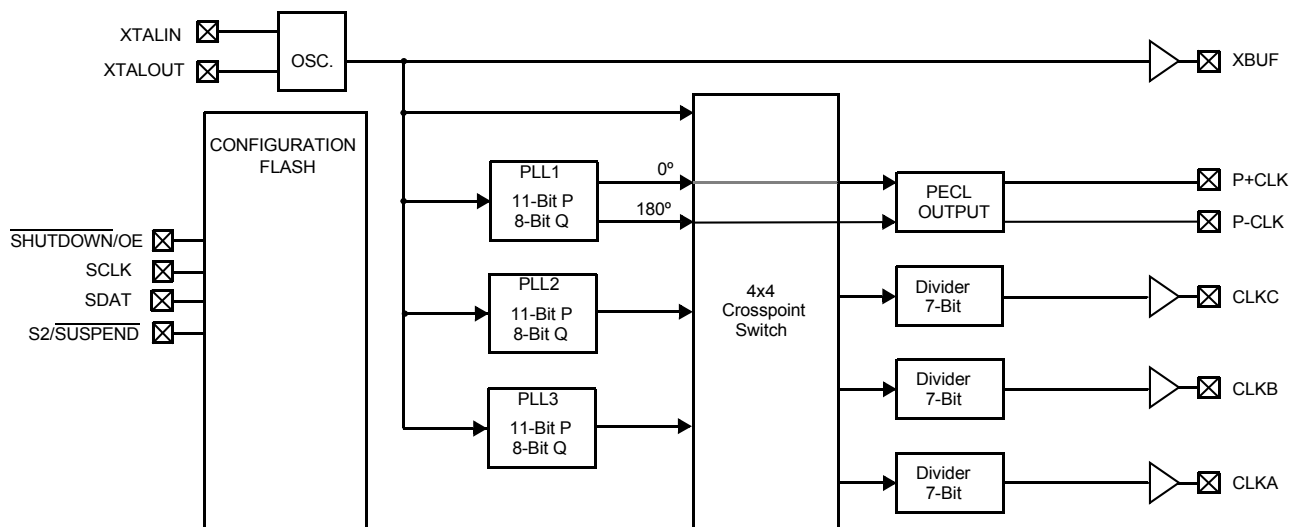 XTALIN
XTALOUT
OSC.
XBUF
CONFIGURATION
FLASH
SHUTDOWN/OE
SCLK
SDAT
S2/SUSPEND
PLL1
11-Bit P
8-Bit Q
0º
180º
PLL2
11-Bit P
8-Bit Q
PLL3
11-Bit P
8-Bit Q
4x4
Crosspoint
Switch
PECL
OUTPUT
P+CLK
P-CLK
Divider
7-Bit
CLKC
Divider
7-Bit
CLKB
Divider
7-Bit
CLKA